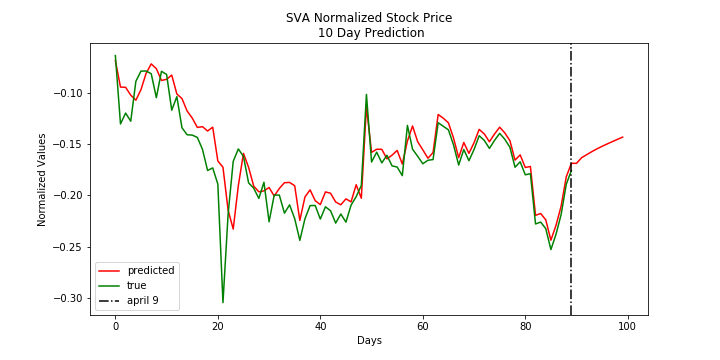 SVA Normalized Stock Price
10 Day Prediction
Normalized Values
−0.10
−0.15
−0.20
−0.25
−0.30
predicted
true
april 9
0
20
40
60
80
100
Days